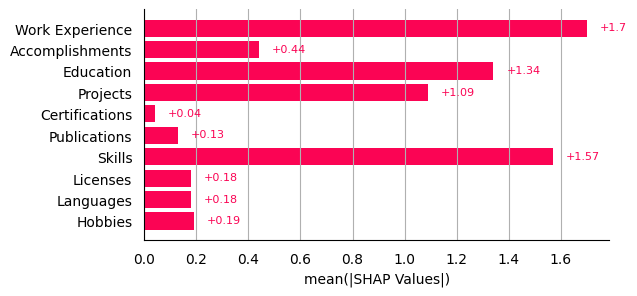 Work Experience +1.7
Accomplishments +0.44
Education +1.34
Projects +1.09
Certifications +0.04
Publications +0.13
Skills +1.57
Licenses +0.18
Languages +0.18
Hobbies +0.19
0.0 0.2 0.4 0.6 0.8 1.0 1.2 1.4 1.6
mean(|SHAP Values|)